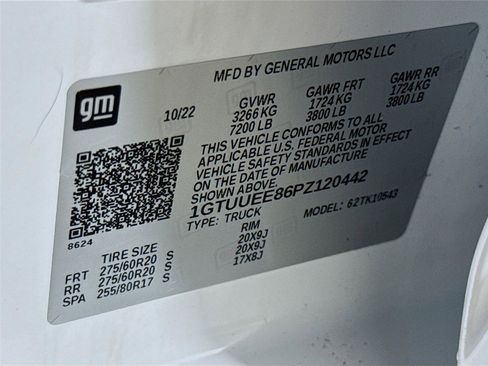 MFD BY GENERAL MOTORS LLC
gm
10/22
GVWR GAWR FRT GAWR RR
3266 KG 1724 KG 1724 KG
7200 LB 3800 LB 3800 LB
THIS VEHICLE CONFORMS TO ALL
APPLICABLE U.S. FEDERAL MOTOR
VEHICLE SAFETY STANDARDS IN EFFECT
ON THE DATE OF MANUFACTURE
SHOWN ABOVE.
1GTUUEE86PZ120442
TYPE: TRUCK MODEL: 62TK10543
8624
TIRE SIZE RIM
FRT 275/60R20 S 20X9J
RR 275/60R20 S 20X9J
SPA 255/80R17 S 17X8J